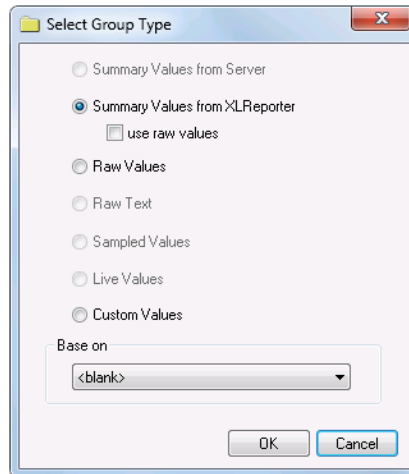 Select Group Type
Summary Values from Server
Summary Values from XLReporter
use raw values
Raw Values
Raw Text
Sampled Values
Live Values
Custom Values
Base on
<blank>
OK
Cancel